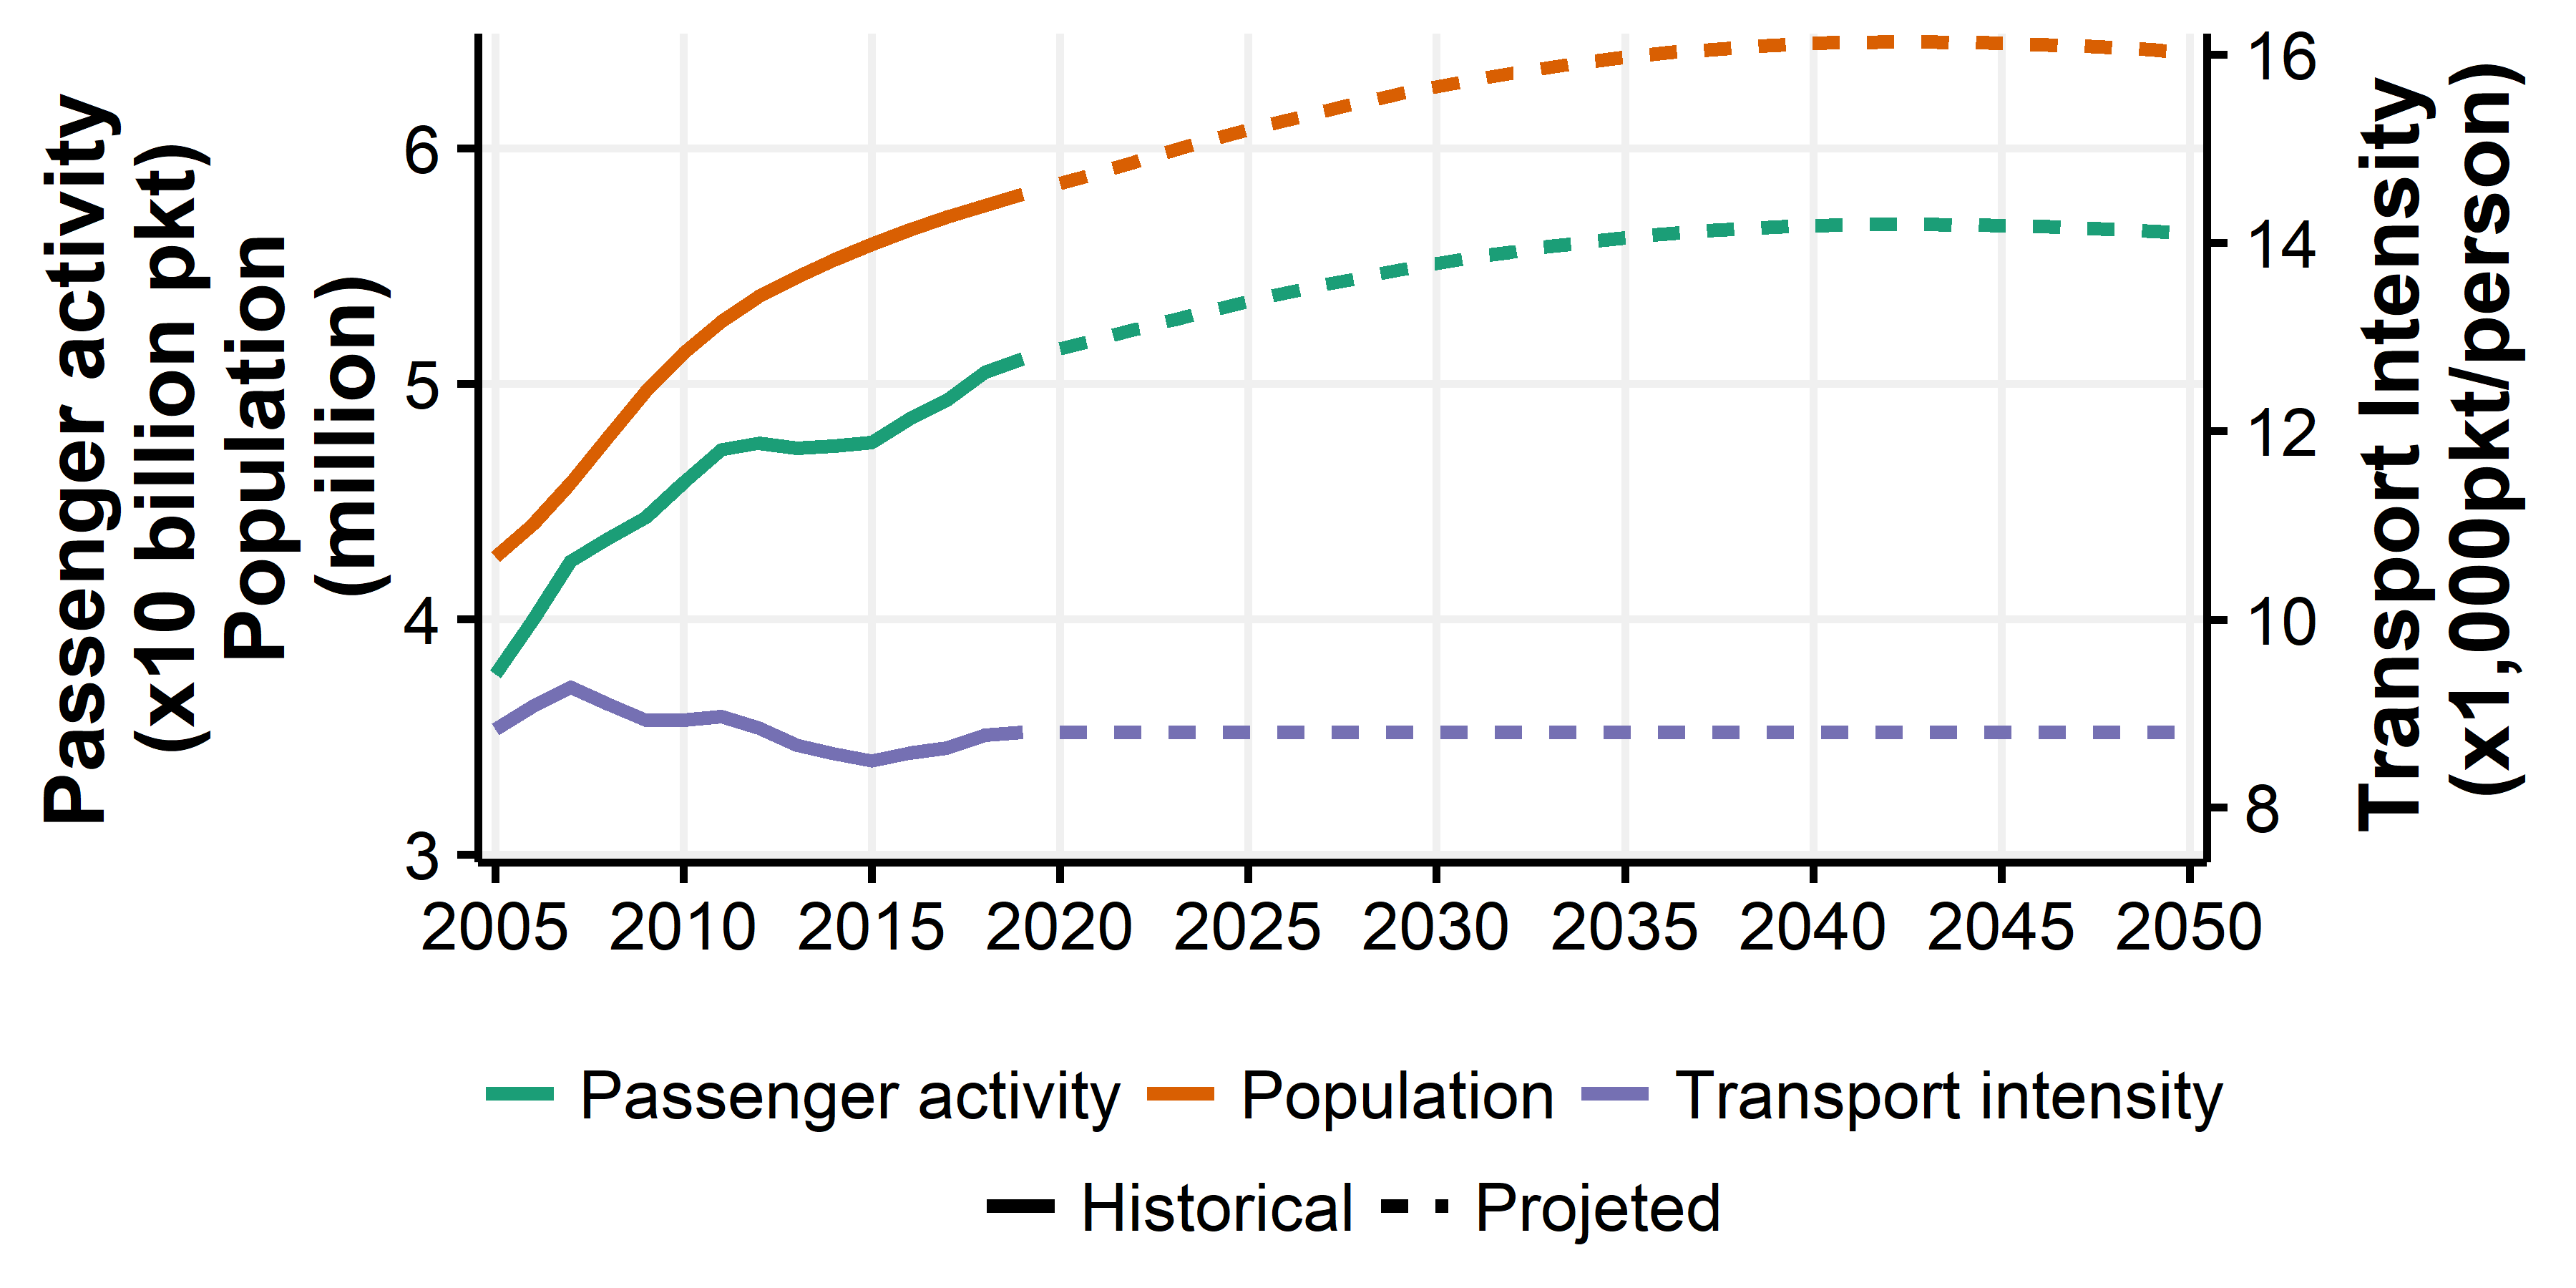 Passenger activity
(x10 billion pkt)
Population
(million)
6
5
4
3
16
14
12
10
8
Transport Intensity
(x1,000pkt/person)
2005 2010 2015 2020 2025 2030 2035 2040 2045 2050
Passenger activity Population Transport intensity
Historical Projeted